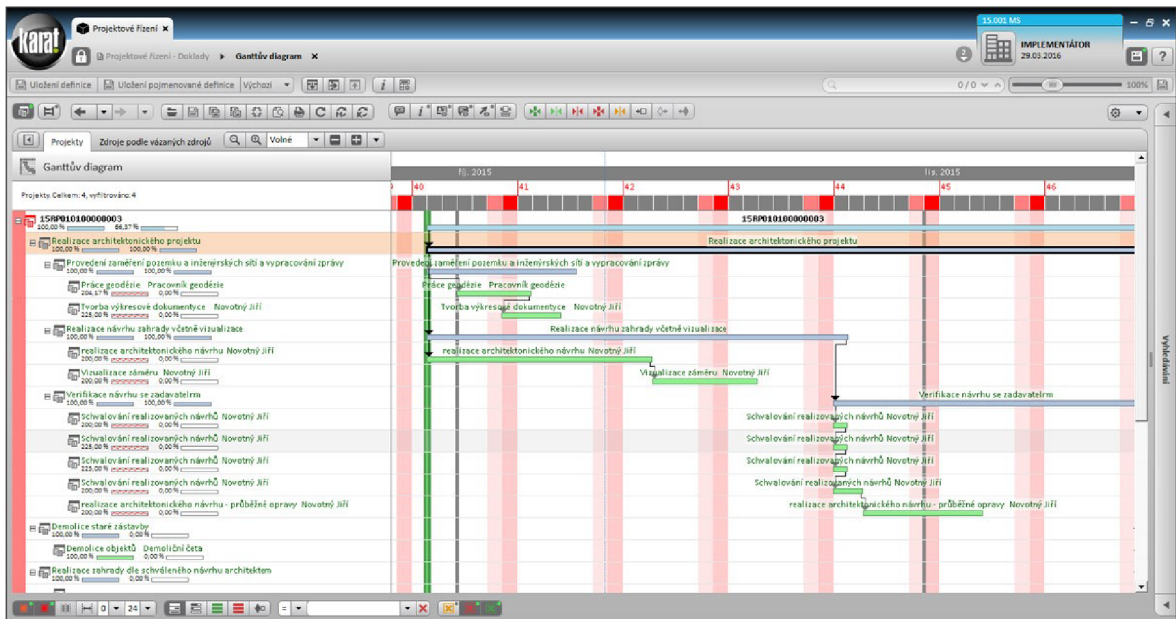 karat
Projektové řízení
15.001 MS
IMPLEMENTÁTOR
29.03.2016
Projektové řízení - Doklady
Ganttův diagram
Uložení definice
Uložení pojmenované definice
Výchozí
0/0
100%
Projekty
Zdroje podle vázaných zdrojů
Volné
Ganttův diagram
Projekty Celkem: 4, vyfiltrováno: 4
říj. 2015
lis. 2015
40 41 42 43 44 45 46
15RP010100000003
100,00 % 66,37 %
15RP010100000003
Realizace architektonického projektu
100,00 % 100,00 %
Realizace architektonického projektu
Provedení zaměření pozemku a inženýrských sítí a vypracování zprávy
100,00 % 100,00 %
Provedení zaměření pozemku a inženýrských sítí a vypracování zprávy
Práce geodézie Pracovník geodézie
204,17 % 0,00 %
Práce geodézie Pracovník geodézie
Tvorba výkresové dokumentyce Novotný Jiří
225,00 % 0,00 %
Tvorba výkresové dokumentyce Novotný Jiří
Realizace návrhu zahrady včetně vizualizace
100,00 % 100,00 %
Realizace návrhu zahrady včetně vizualizace
realizace architektonického návrhu Novotný Jiří
200,00 % 0,00 %
realizace architektonického návrhu Novotný Jiří
Vizualizace záměru Novotný Jiří
200,00 % 0,00 %
Vizualizace záměru Novotný Jiří
Verifikace návrhu se zadavatelrm
100,00 % 100,00 %
Verifikace návrhu se zadavatelrm
Schvalování realizovaných návrhů Novotný Jiří
200,00 % 0,00 %
Schvalování realizovaných návrhů Novotný Jiří
Schvalování realizovaných návrhů Novotný Jiří
225,00 % 0,00 %
Schvalování realizovaných návrhů Novotný Jiří
Schvalování realizovaných návrhů Novotný Jiří
225,00 % 0,00 %
Schvalování realizovaných návrhů Novotný Jiří
Schvalování realizovaných návrhů Novotný Jiří
200,00 % 0,00 %
Schvalování realizovaných návrhů Novotný Jiří
realizace architektonického návrhu - průběžné opravy Novotný Jiří
200,00 % 0,00 %
realizace architektonického návrhu - průběžné opravy Novotný Jiří
Demolice staré zástavby
100,00 % 0,00 %
Demolice objektů Demoliční četa
100,00 % 0,00 %
Realizace zahrady dle schváleného návrhu architektem
100,00 % 0,00 %
Vyhledávání
0 24 =